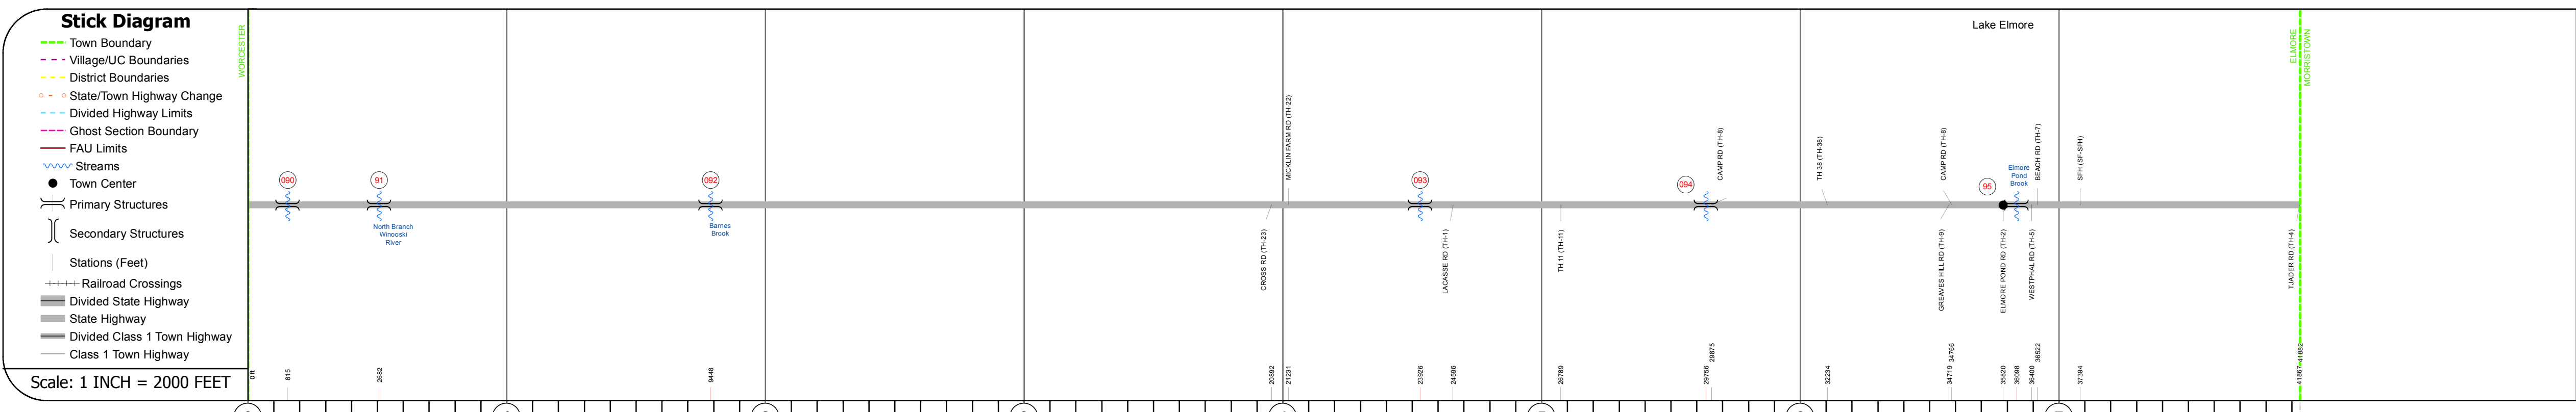 Stick Diagram
Town Boundary
Village/UC Boundaries
District Boundaries
State/Town Highway Change
Divided Highway Limits
Ghost Section Boundary
FAU Limits
Streams
Town Center
Primary Structures
Secondary Structures
Stations (Feet)
Railroad Crossings
Divided State Highway
State Highway
Divided Class 1 Town Highway
Class 1 Town Highway
Scale: 1 INCH = 2000 FEET
WORCESTER
Lake Elmore
ELMORE
MORRISTOWN
MICKLIN FARM RD (TH-22)
CAMP RD (TH-8)
TH 38 (TH-38)
CAMP RD (TH-8)
BEACH RD (TH-7)
SFH (SF-SFH)
090
91
092
093
094
95
Elmore
Pond
Brook
North Branch
Winooski
River
Barnes
Brook
CROSS RD (TH-23)
LACASSE RD (TH-1)
TH 11 (TH-11)
GREAVES HILL RD (TH-9)
ELMORE POND RD (TH-2)
WESTPHAL RD (TH-5)
TJADER RD (TH-4)
0 ft
815
2682
9448
20892
21231
23926
24596
26789
29756
29875
32234
34719
34766
35820
36098
36400
36522
37394
41867
41882